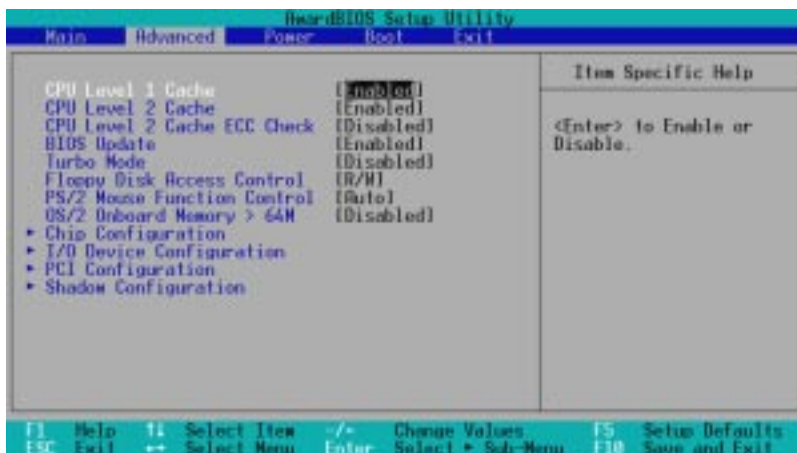 AwardBIOS Setup Utility
Main Advanced Power Boot Exit
Item Specific Help
CPU Level 1 Cache [Enabled]
CPU Level 2 Cache [Enabled]
CPU Level 2 Cache ECC Check [Disabled]
BIOS Update [Enabled]
Turbo Mode [Disabled]
Floppy Disk Access Control [R/W]
PS/2 Mouse Function Control [Auto]
OS/2 Onboard Memory > 64M [Disabled]
Chip Configuration
I/O Device Configuration
PCI Configuration
Shadow Configuration
<Enter> to Enable or
Disable.
F1 Help ↑↓ Select Item -/+ Change Values F5 Setup Defaults
ESC Exit ←→ Select Menu Enter Select ► Sub-Menu F10 Save and Exit